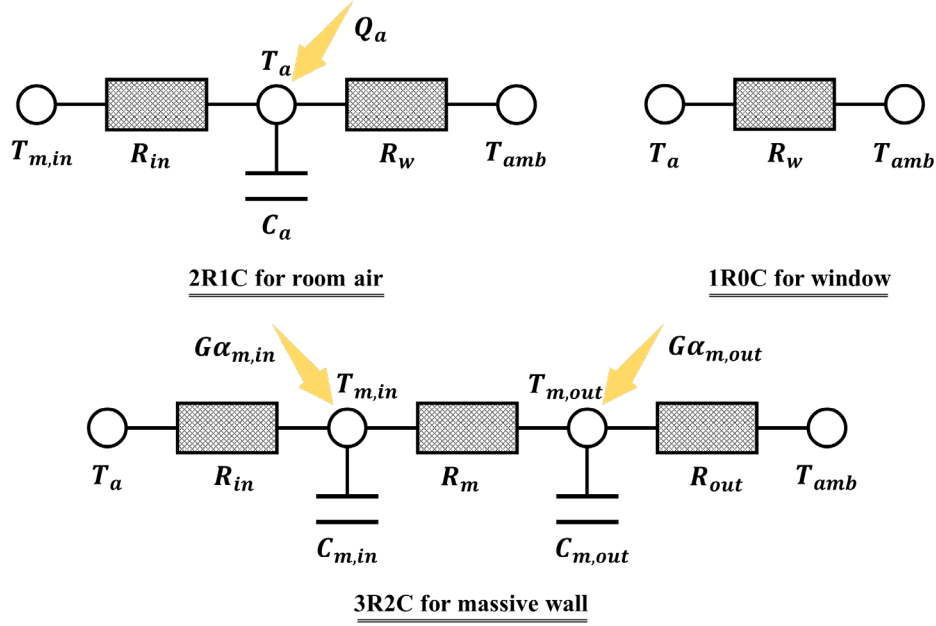 Q_a
T_a
T_{m,in} R_{in} R_w T_{amb}
C_a
2R1C for room air
T_a R_w T_{amb}
1R0C for window
Gα_{m,in} Gα_{m,out}
T_{m,in} T_{m,out}
T_a R_{in} R_m R_{out} T_{amb}
C_{m,in} C_{m,out}
3R2C for massive wall